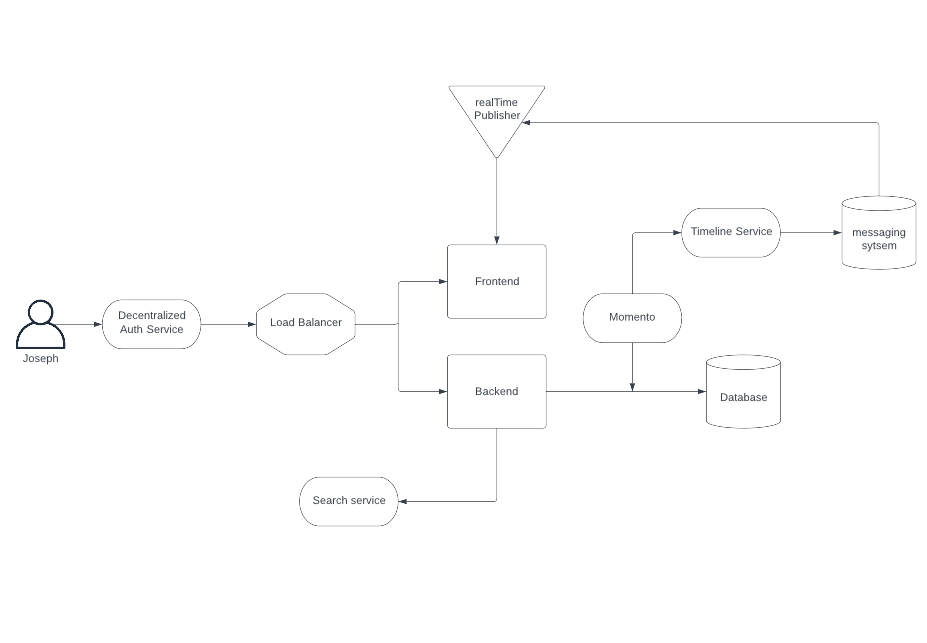 realTime
Publisher
Timeline Service
messaging
sytsem
Frontend
Momento
Decentralized
Auth Service
Load Balancer
Joseph
Backend
Database
Search service